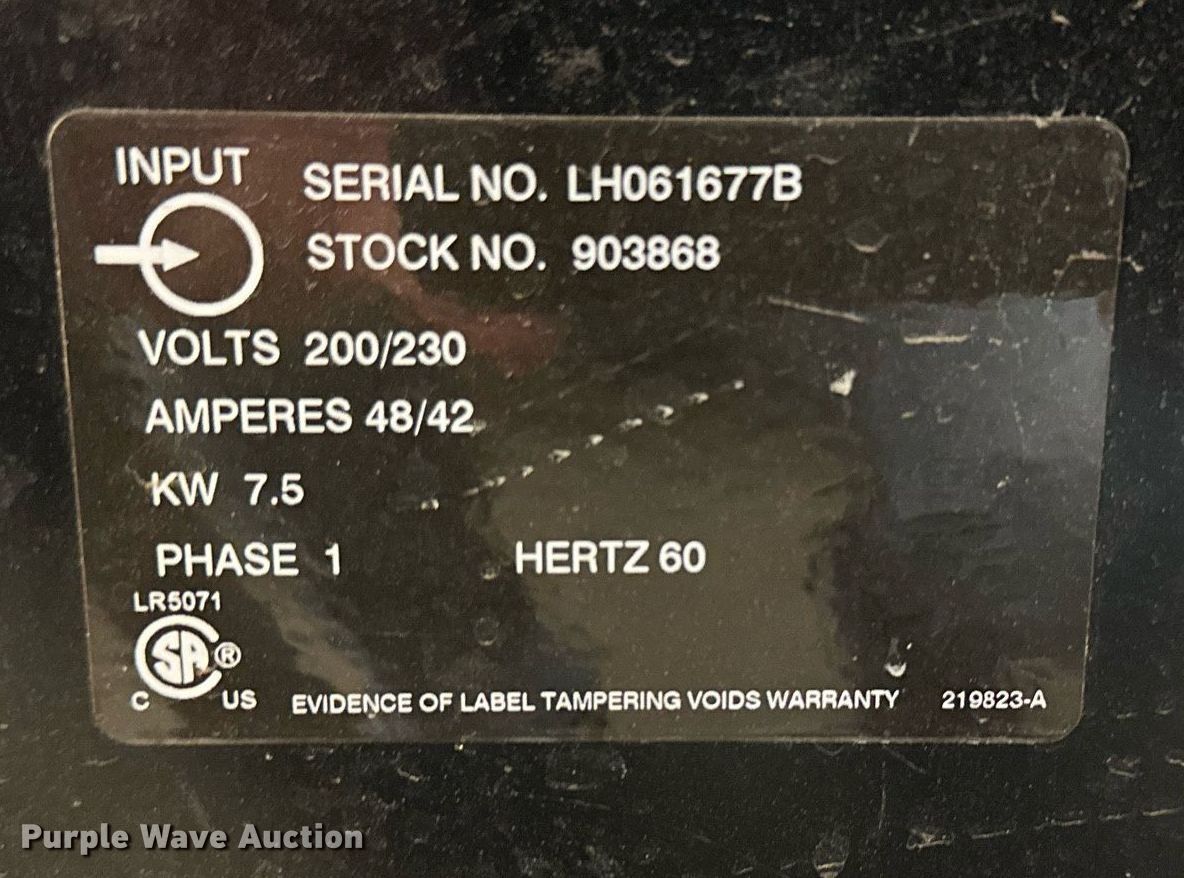 INPUT
SERIAL NO. LH061677B
STOCK NO. 903868
VOLTS 200/230
AMPERES 48/42
KW 7.5
PHASE 1 HERTZ 60
LR5071
SA ®
C US
EVIDENCE OF LABEL TAMPERING VOIDS WARRANTY 219823-A
Purple Wave Auction